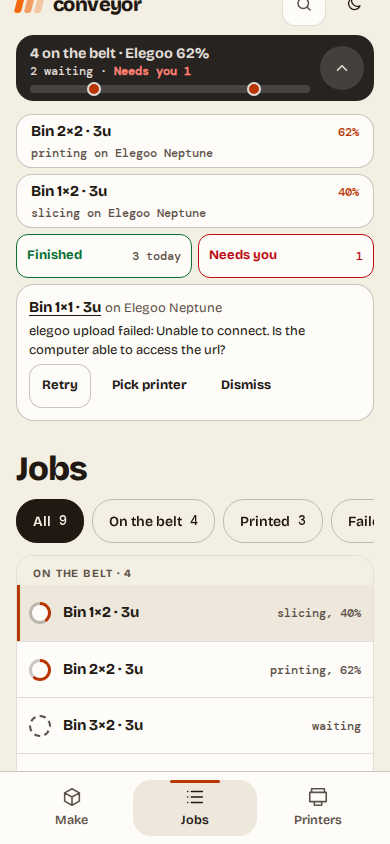 conveyor
4 on the belt · Elegoo 62%
2 waiting · Needs you 1
Bin 2×2 · 3u 62%
printing on Elegoo Neptune
Bin 1×2 · 3u 40%
slicing on Elegoo Neptune
Finished 3 today Needs you 1
Bin 1×1 · 3u on Elegoo Neptune
elegoo upload failed: Unable to connect. Is the
computer able to access the url?
Retry Pick printer Dismiss
Jobs
All 9 On the belt 4 Printed 3
ON THE BELT · 4
Bin 1×2 · 3u slicing, 40%
Bin 2×2 · 3u printing, 62%
Bin 3×2 · 3u waiting
Make Jobs Printers